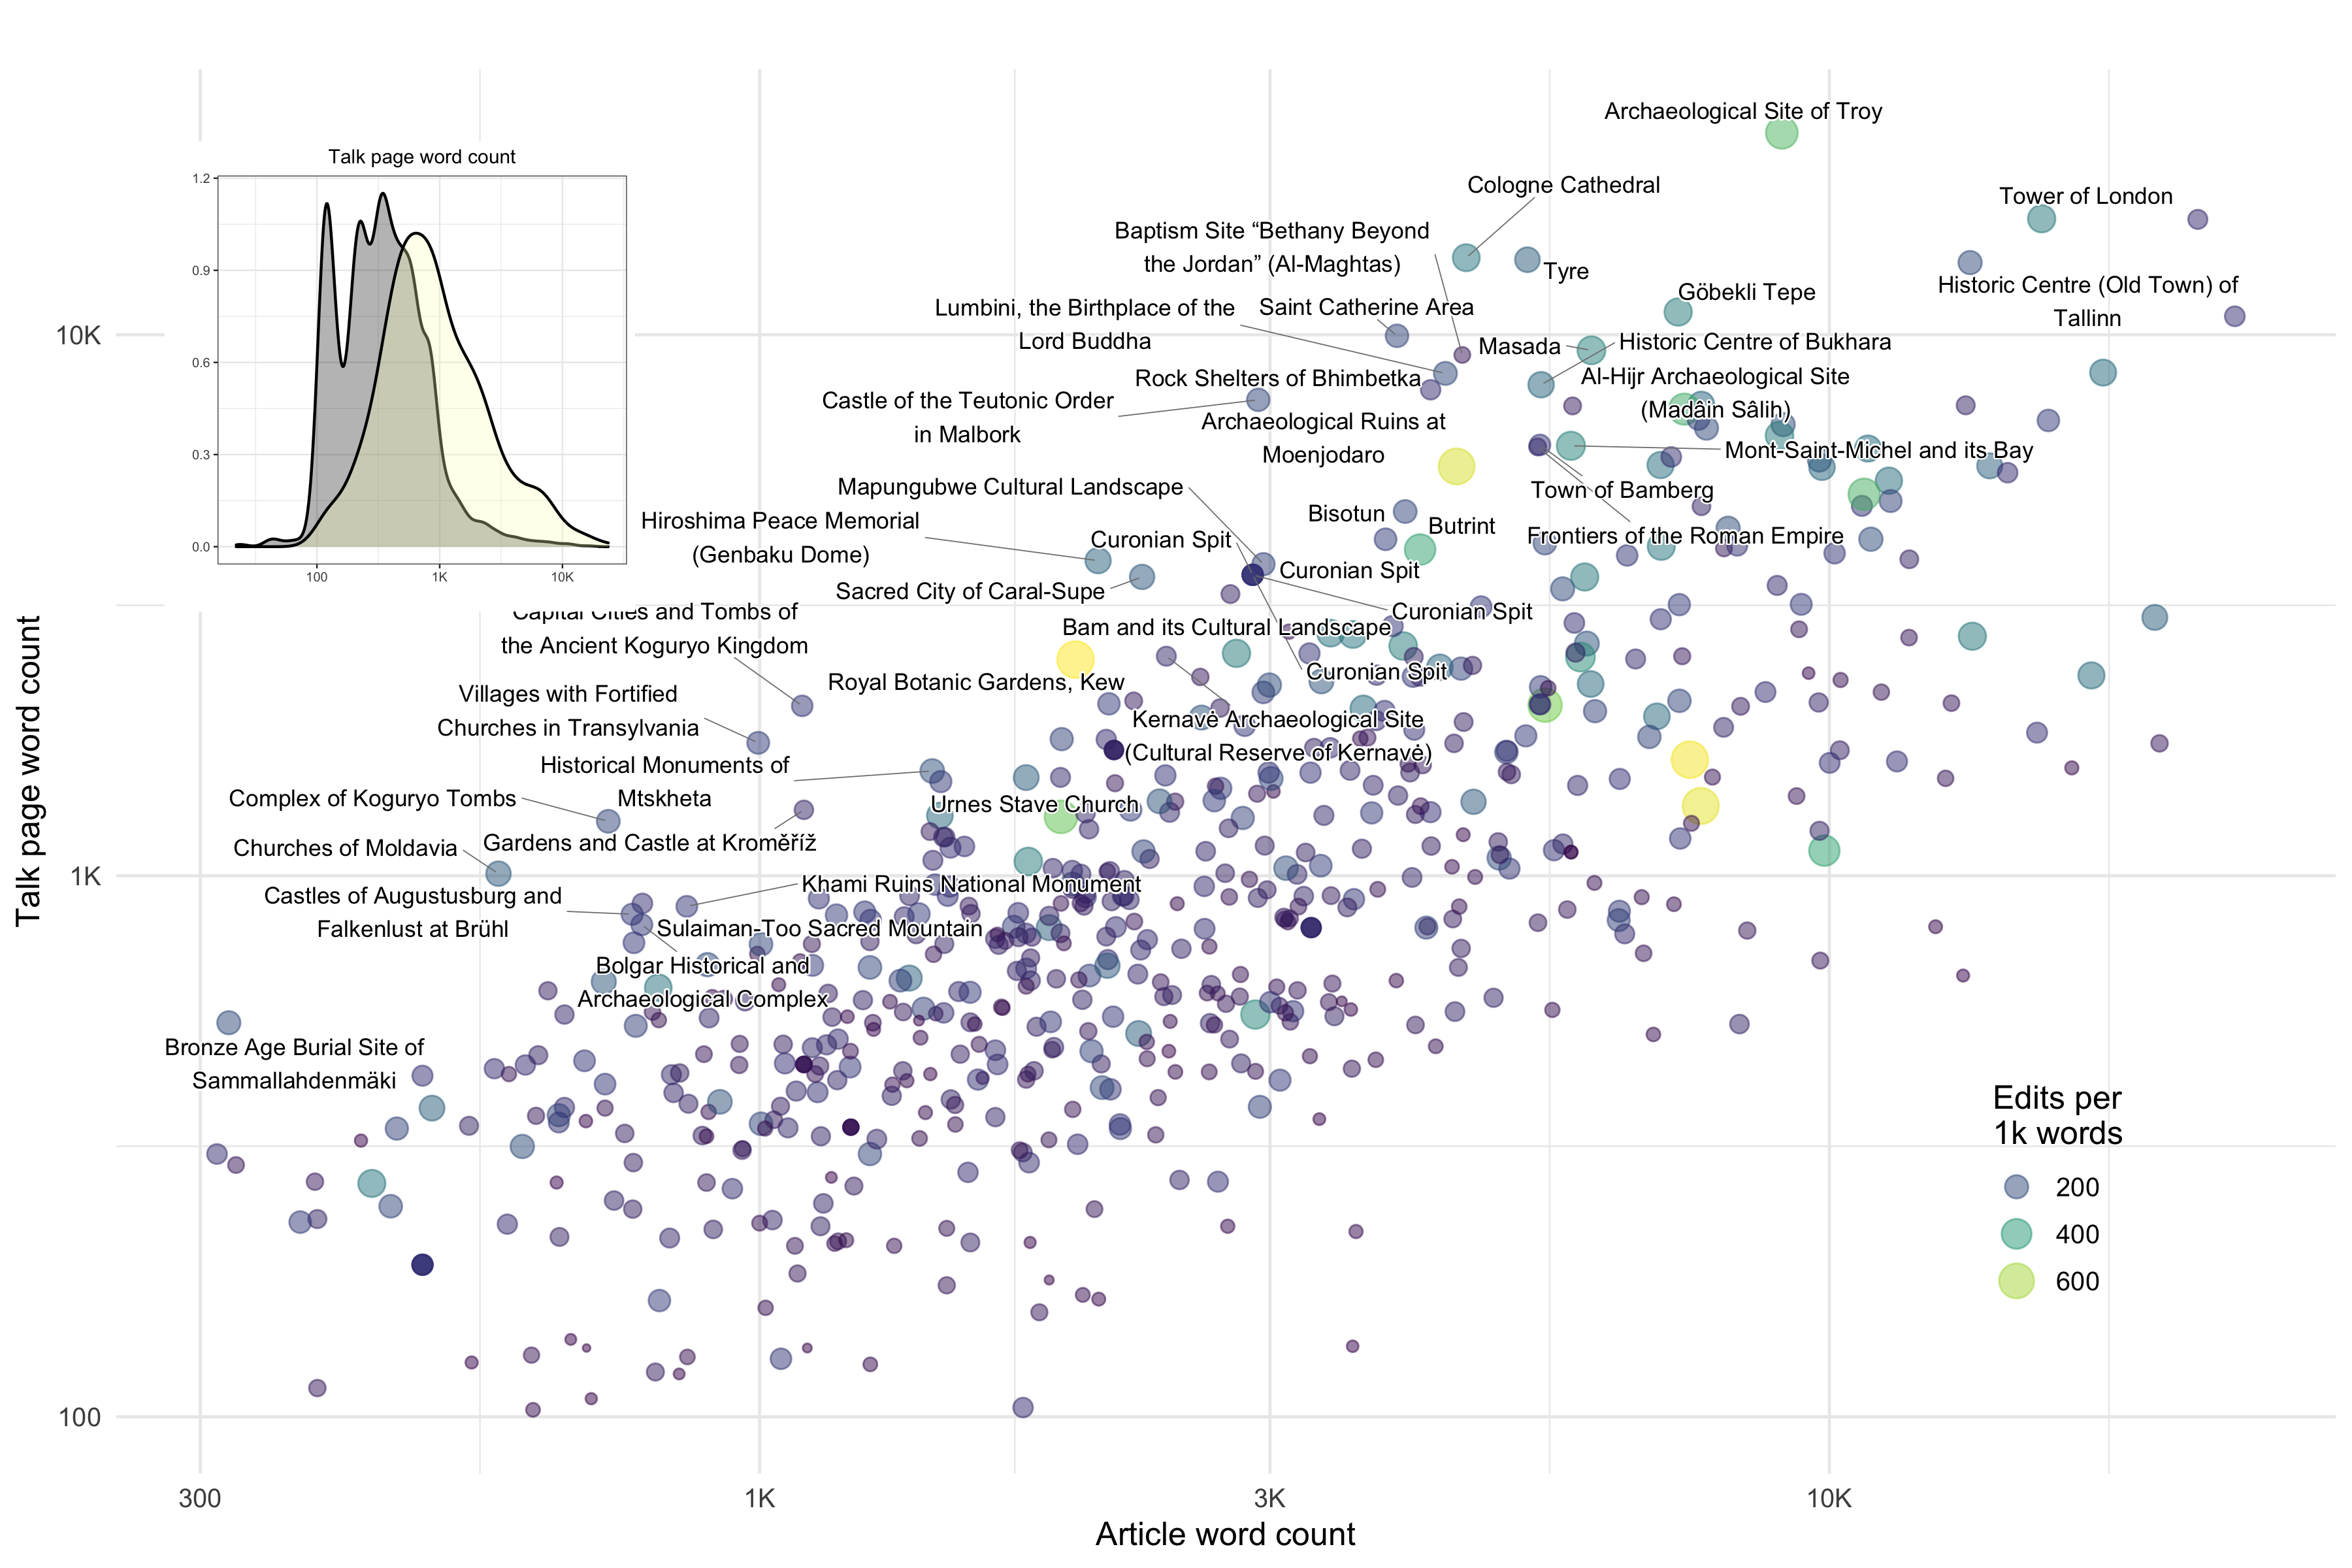 Archaeological Site of Troy
Talk page word count
1.2
0.9
0.6
0.3
0.0
100
1K
10K
Cologne Cathedral
Tower of London
Baptism Site “Bethany Beyond
the Jordan” (Al-Maghtas)
Tyre
Historic Centre (Old Town) of
Tallinn
Göbekli Tepe
Lumbini, the Birthplace of the
Lord Buddha
Saint Catherine Area
Masada
Historic Centre of Bukhara
Rock Shelters of Bhimbetka
Al-Hijr Archaeological Site
(Madâin Sâlih)
Castle of the Teutonic Order
in Malbork
Archaeological Ruins at
Moenjodaro
Mont-Saint-Michel and its Bay
Mapungubwe Cultural Landscape
Town of Bamberg
Hiroshima Peace Memorial
(Genbaku Dome)
Bisotun
Butrint
Frontiers of the Roman Empire
Curonian Spit
Curonian Spit
Sacred City of Caral-Supe
Curonian Spit
Capital Cities and Tombs of
the Ancient Koguryo Kingdom
Bam and its Cultural Landscape
Curonian Spit
Royal Botanic Gardens, Kew
Villages with Fortified
Churches in Transylvania
Kernavė Archaeological Site
(Cultural Reserve of Kernavė)
Historical Monuments of
Mtskheta
Complex of Koguryo Tombs
Urnes Stave Church
Gardens and Castle at Kroměříž
Churches of Moldavia
Khami Ruins National Monument
Castles of Augustusburg and
Falkenlust at Brühl
Sulaiman-Too Sacred Mountain
Bolgar Historical and
Archaeological Complex
Bronze Age Burial Site of
Sammallahdenmäki
Edits per
1k words
200
400
600
10K
1K
100
Talk page word count
300
1K
3K
10K
Article word count